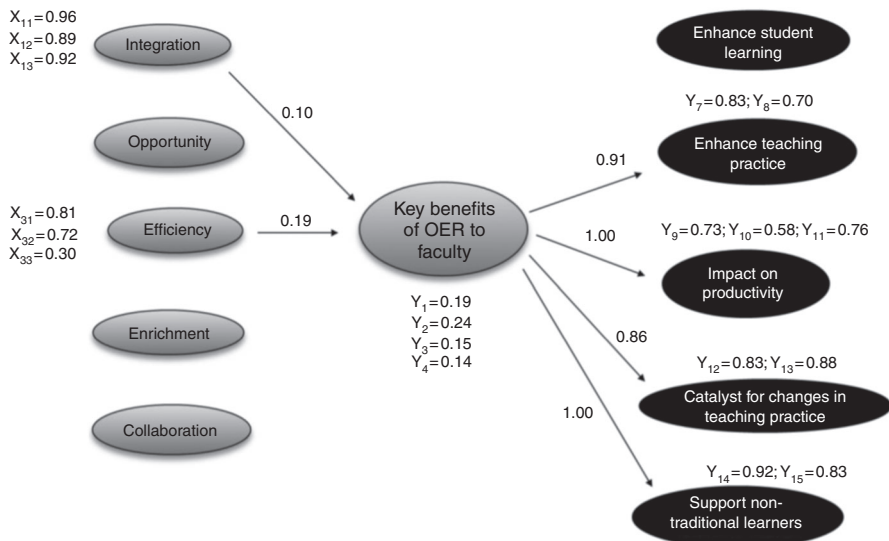 X11=0.96
X12=0.89
X13=0.92
Integration
0.10
Opportunity
X31=0.81
X32=0.72
X33=0.30
Efficiency
0.19
Enrichment
Collaboration
Key benefits
of OER to
faculty
Y1=0.19
Y2=0.24
Y3=0.15
Y4=0.14
0.91
1.00
0.86
1.00
Enhance student
learning
Y7=0.83; Y8=0.70
Enhance teaching
practice
Y9=0.73; Y10=0.58; Y11=0.76
Impact on
productivity
Y12=0.83; Y13=0.88
Catalyst for changes in
teaching practice
Y14=0.92; Y15=0.83
Support non-
traditional learners